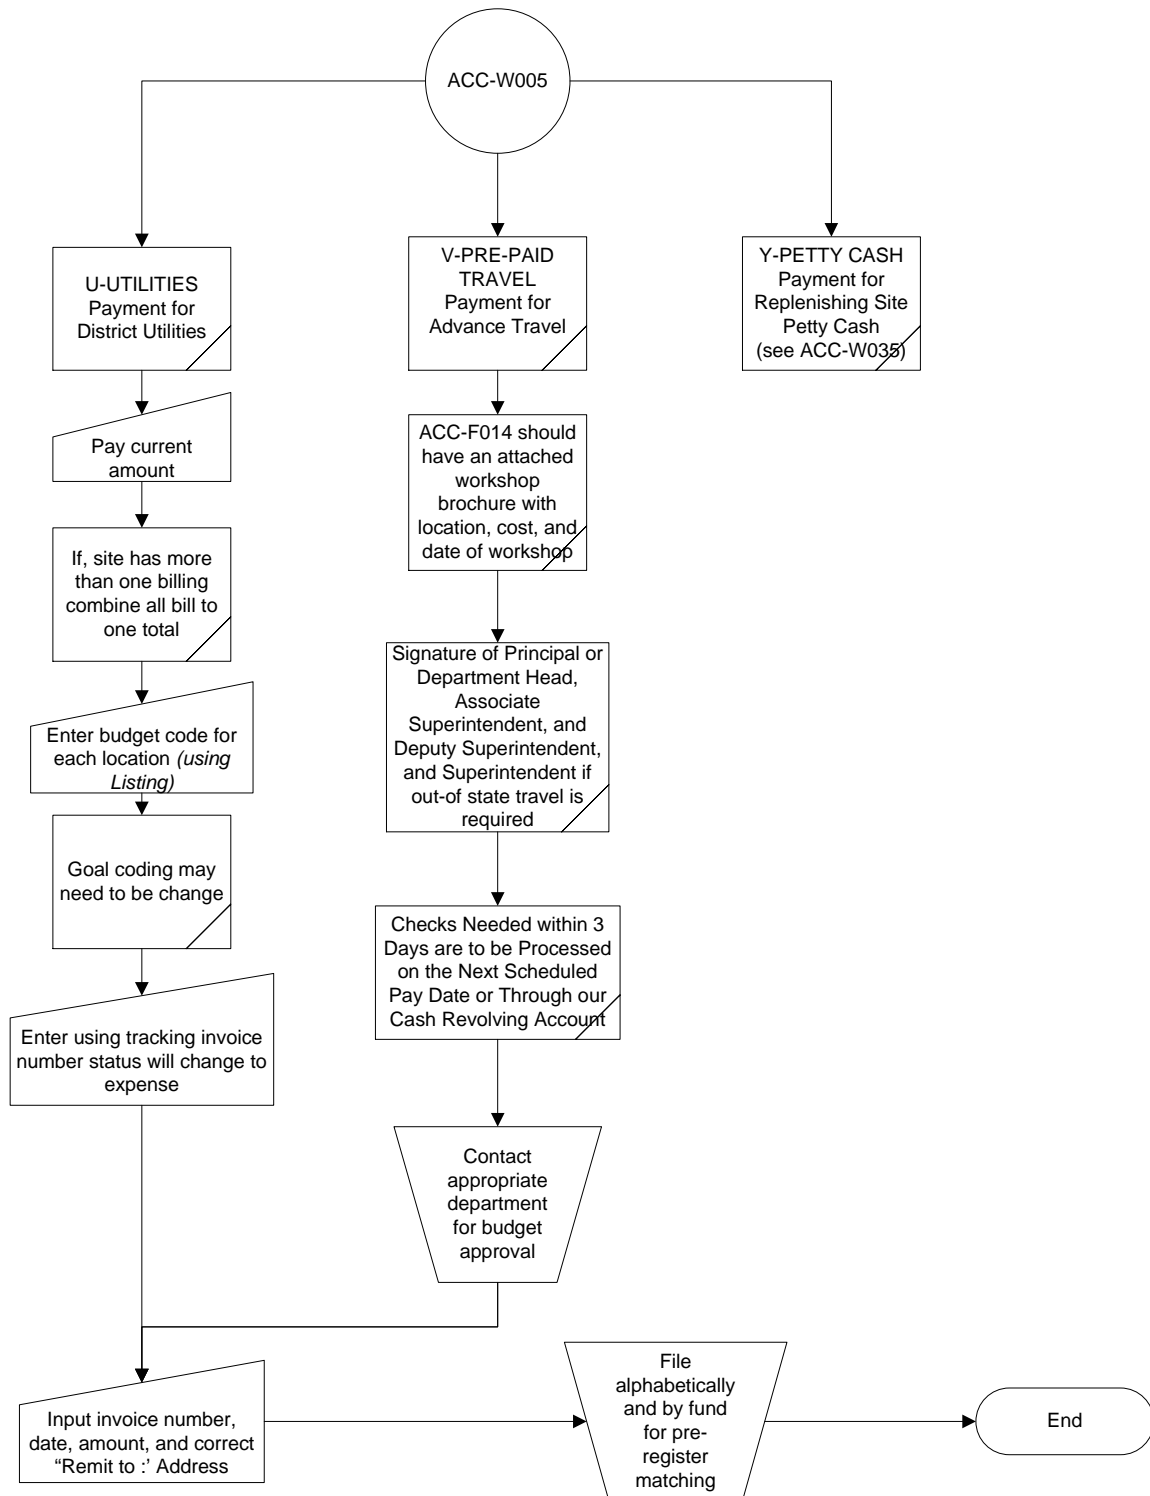 ACC-W005
U-UTILITIES
Payment for
District Utilities
Pay current
amount
If, site has more
than one billing
combine all bill to
one total
Enter budget code for
each location (using
Listing)
Goal coding may
need to be change
Enter using tracking invoice
number status will change to
expense
V-PRE-PAID
TRAVEL
Payment for
Advance Travel
ACC-F014 should
have an attached
workshop
brochure with
location, cost, and
date of workshop
Signature of Principal or
Department Head,
Associate
Superintendent, and
Deputy Superintendent,
and Superintendent if
out-of state travel is
required
Checks Needed within 3
Days are to be Processed
on the Next Scheduled
Pay Date or Through our
Cash Revolving Account
Contact
appropriate
department
for budget
approval
Y-PETTY CASH
Payment for
Replenishing Site
Petty Cash
(see ACC-W035)
Input invoice number,
date, amount, and correct
“Remit to :’ Address
File
alphabetically
and by fund
for pre-
register
matching
End